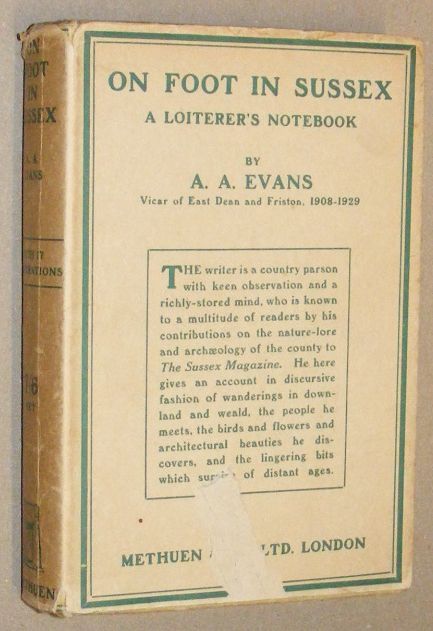 ON
FOOT
IN
SSEX
A. A
VANS
ON FOOT IN SUSSEX
A LOITERER'S NOTEBOOK
BY
A. A. EVANS
Vicar of East Dean and Friston, 1908-1929
THE writer is a country parson
with keen observation and a
richly-stored mind, who is known
to a multitude of readers by his
contributions on the nature-lore
and archæology of the county to
The Sussex Magazine. He here
gives an account in discursive
fashion of wanderings in down-
land and weald, the people he
meets, the birds and flowers and
architectural beauties he dis-
covers, and the lingering bits
which of distant ages.
METHUEN LTD. LONDON